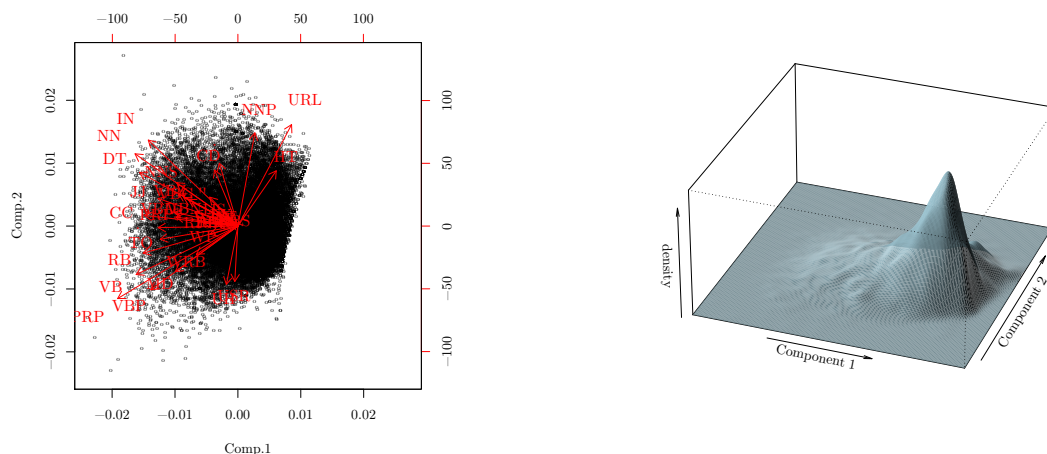 −100 −50 0 50 100
−0.02 −0.01 0.00 0.01 0.02
−100 −50 0 50 100
−0.02 −0.01 0.00 0.01 0.02
Comp.1
Comp.2
URL
NNP
IN
NN
DT
CD
CC
RB
WRB
VB
VBP
PRP
density
Component 1
Component 2